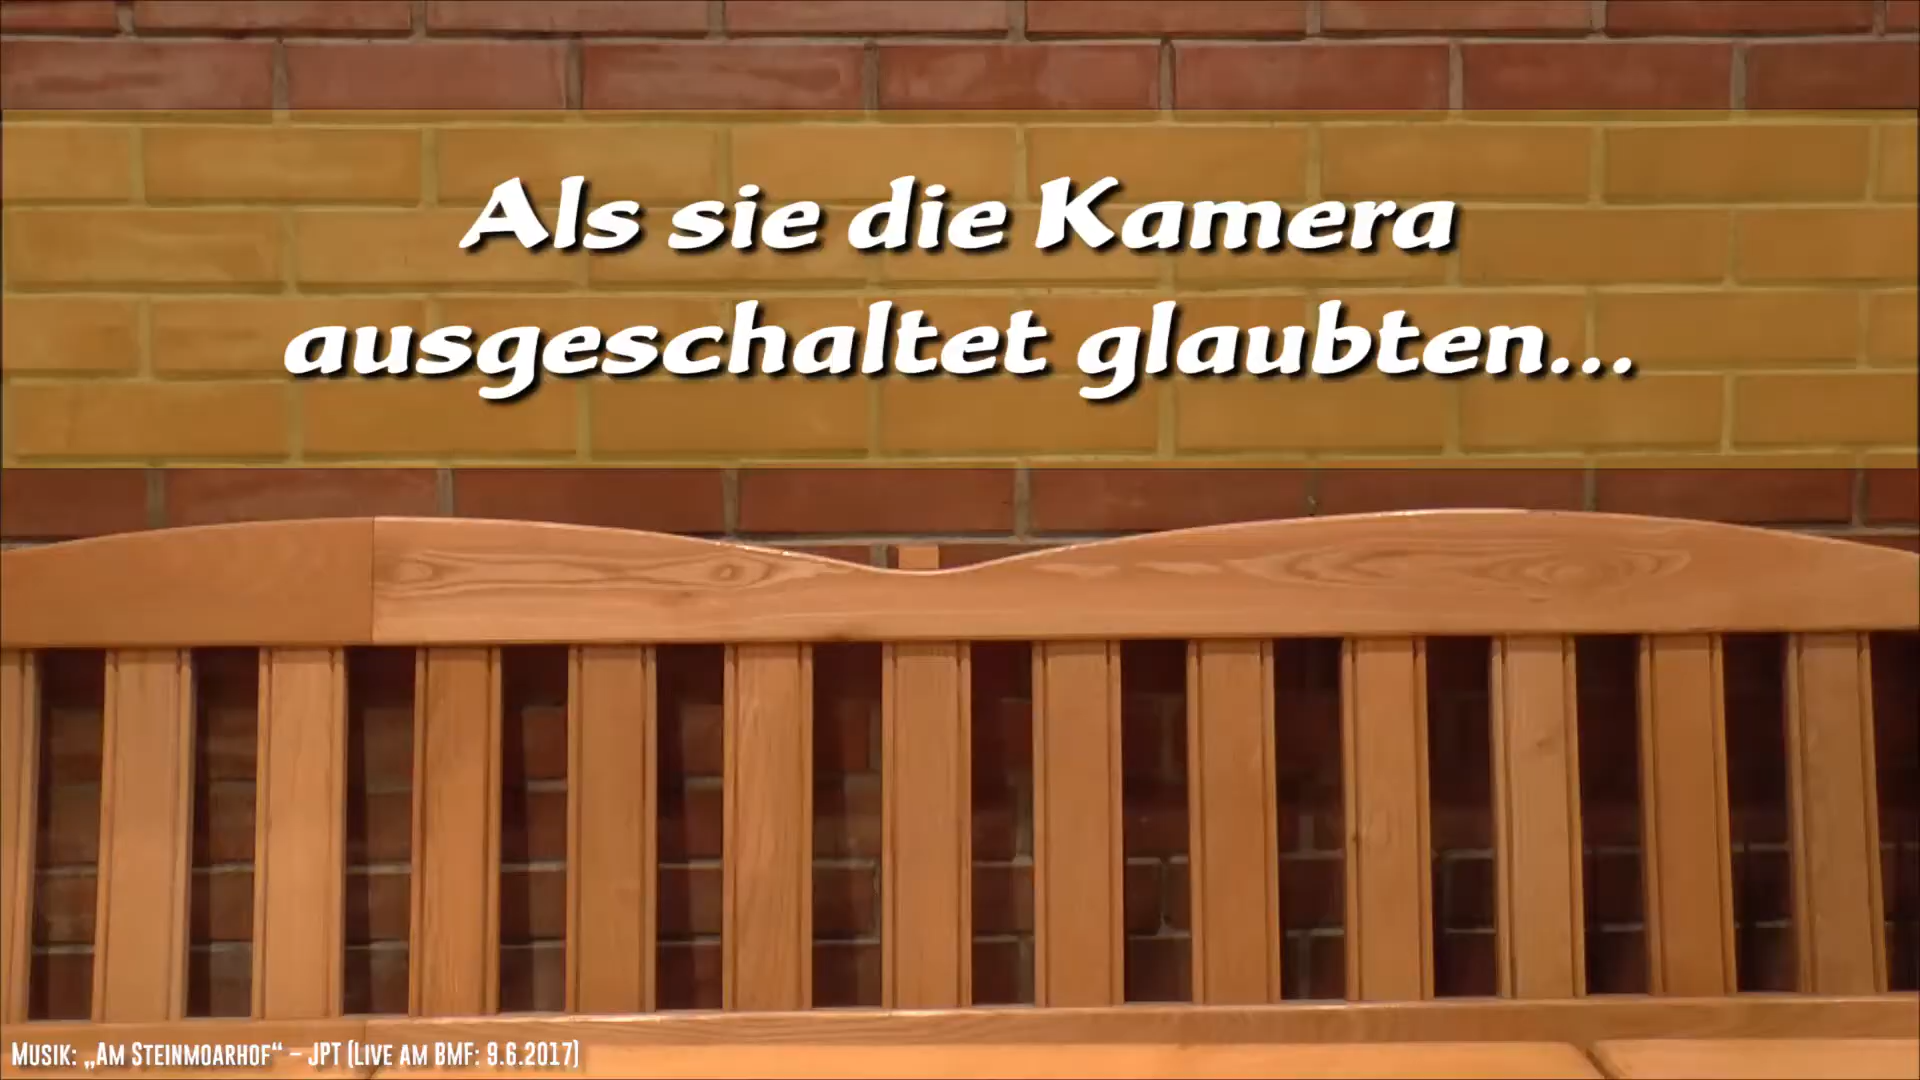 Als sie die Kamera
ausgeschaltet glaubten...
Musik: „Am Steinmoarhof“ – JPT (Live am BMF: 9.6.2017)